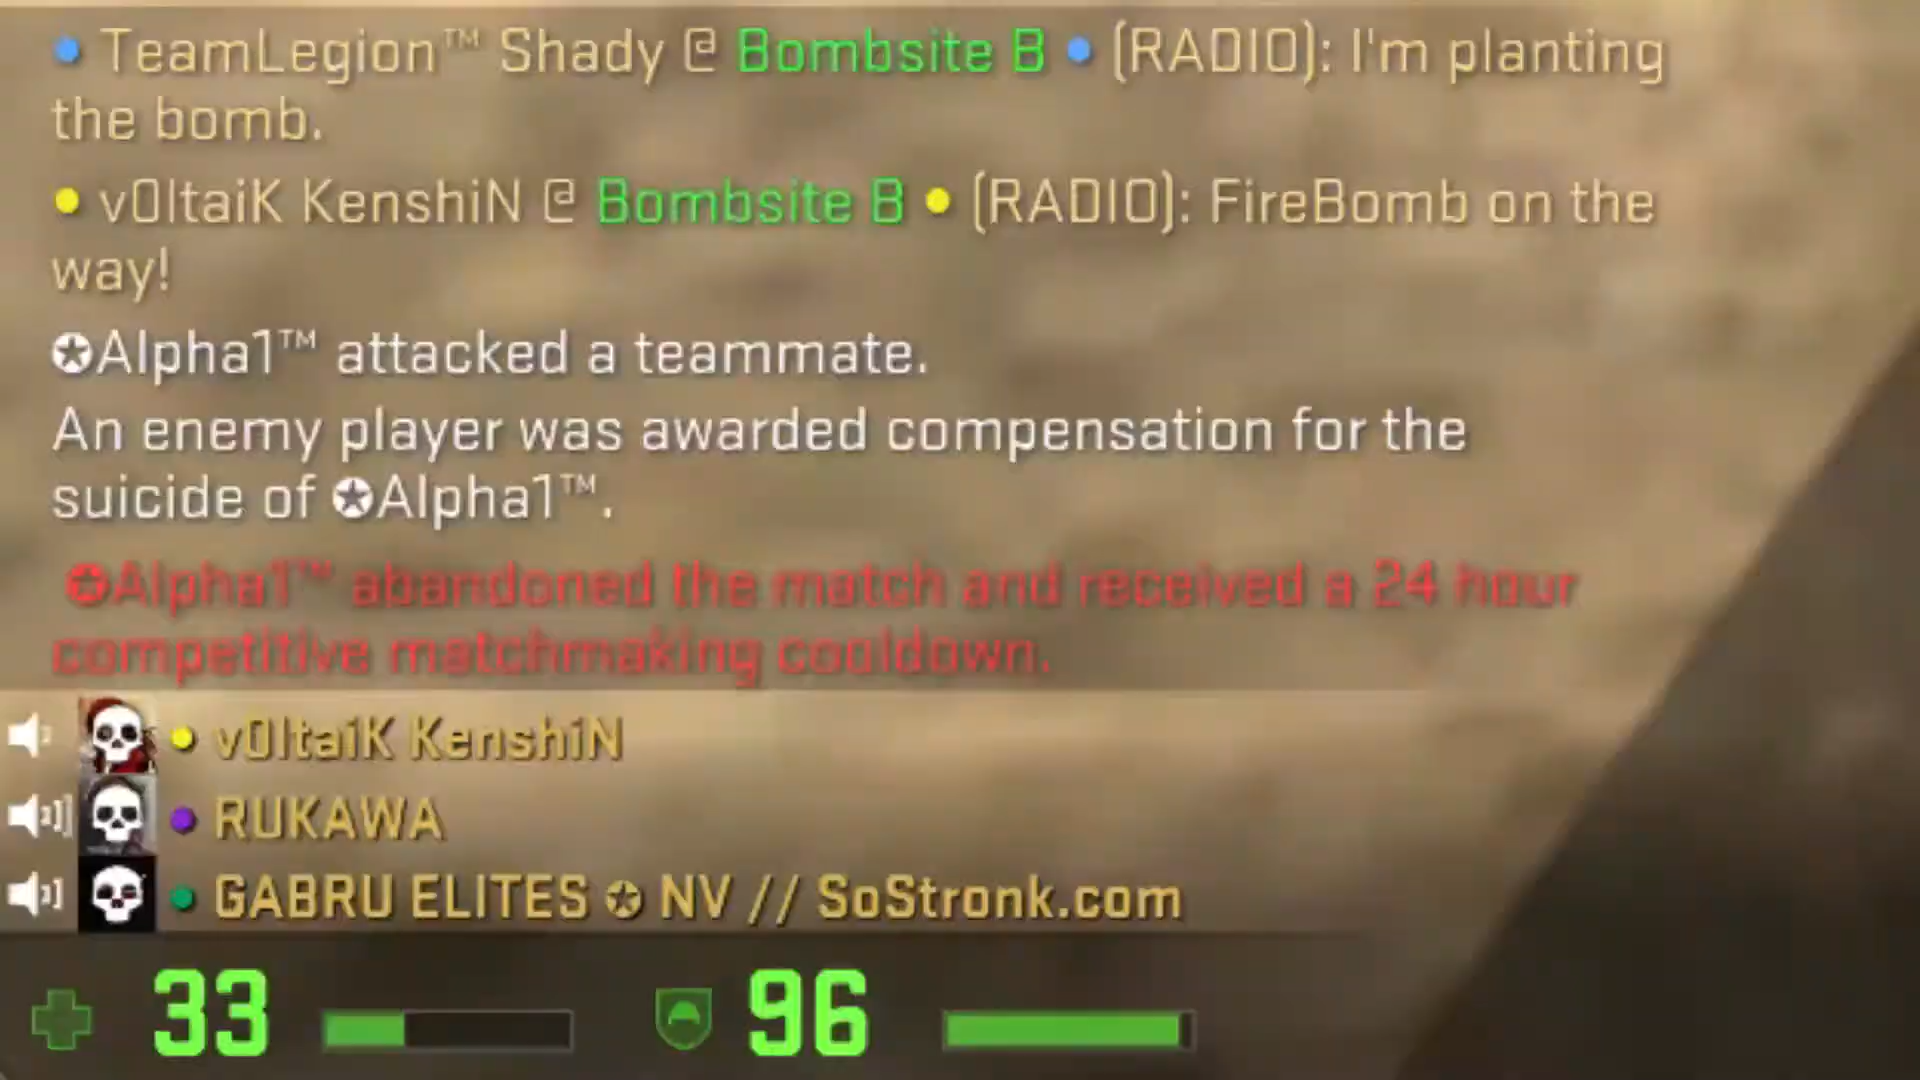 • TeamLegion™ Shady @ Bombsite B • (RADIO): I'm planting
the bomb.
• v0ltaiK KenshiN @ Bombsite B • (RADIO): FireBomb on the
way!
✪Alpha1™ attacked a teammate.
An enemy player was awarded compensation for the
suicide of ✪Alpha1™.
✪Alpha1™ abandoned the match and received a 24 hour
competitive matchmaking cooldown.
• v0ltaiK KenshiN
• RUKAWA
• GABRU ELITES ✪ NV // SoStronk.com
33 96